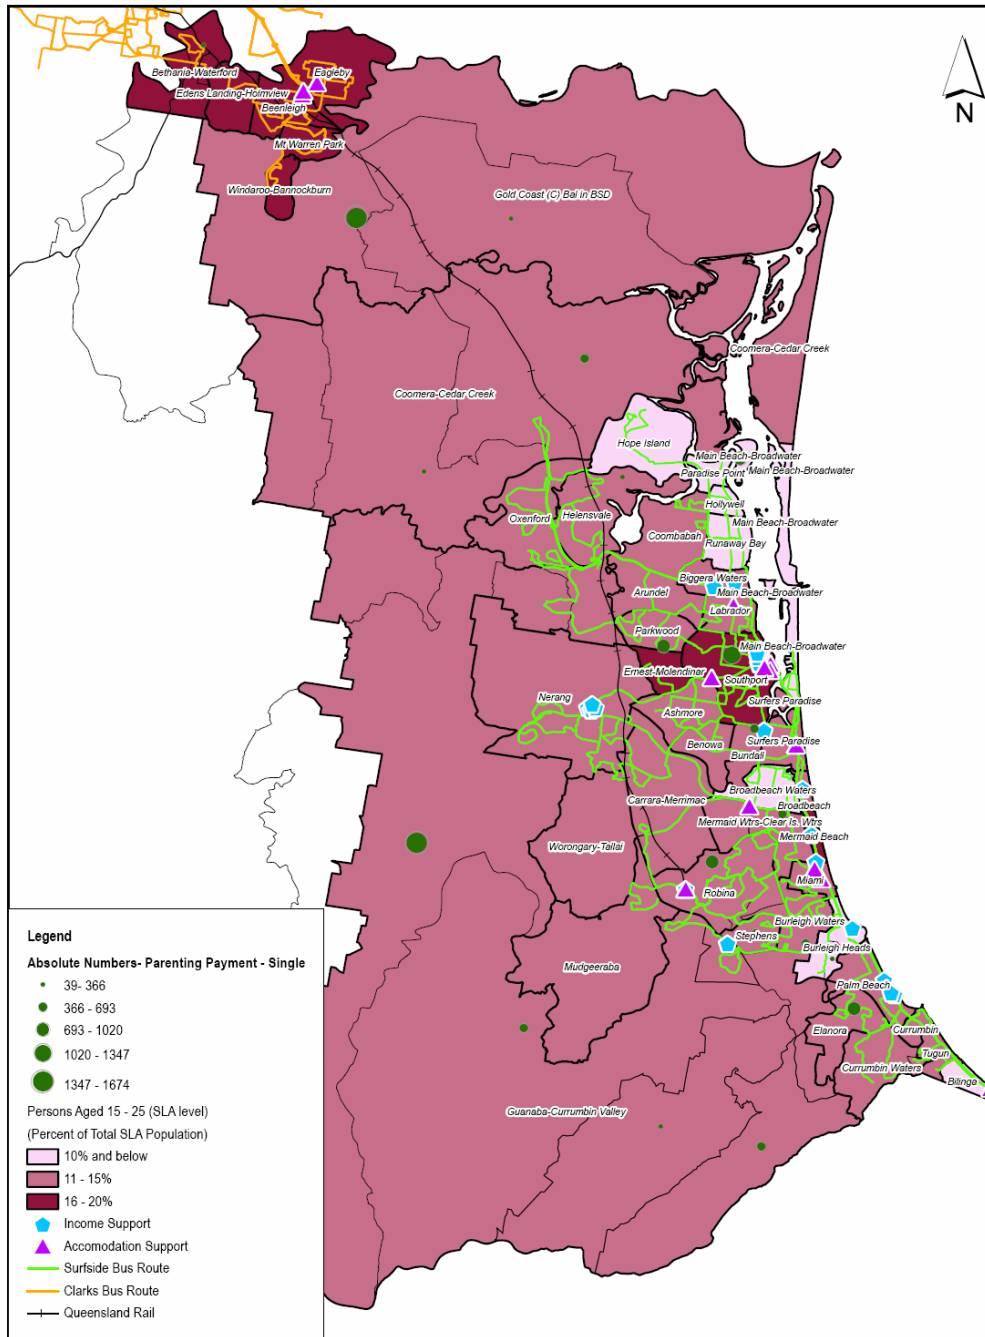 Bethania-Waterford
Eagleby
Edens Landing-Holmview
Beenleigh
Mt Warren Park
Windaroo-Bannockburn
Gold Coast (C) Bal in BSD
N
Coomera-Cedar Creek
Coomera-Cedar Creek
Hope Island
Main Beach-Broadwater
Paradise Point
Main Beach-Broadwater
Hollywell
Oxenford
Helensvale
Main Beach-Broadwater
Coombabah
Runaway Bay
Biggera Waters
Arundel
Main Beach-Broadwater
Labrador
Parkwood
Main Beach-Broadwater
Ernest-Molendinar
Southport
Nerang
Surfers Paradise
Ashmore
Benowa
Surfers Paradise
Bundall
Broadbeach Waters
Carrara-Merrimac
Broadbeach
Mermaid Wtrs-Clear Is. Wtrs
Mermaid Beach
Worongary-Tallai
Miami
Robina
Burleigh Waters
Stephens
Burleigh Heads
Mudgeeraba
Palm Beach
Elanora
Currumbin
Tugun
Currumbin Waters
Bilinga
Guanaba-Currumbin Valley
Legend
Absolute Numbers- Parenting Payment - Single
39- 366
366 - 693
693 - 1020
1020 - 1347
1347 - 1674
Persons Aged 15 - 25 (SLA level)
(Percent of Total SLA Population)
10% and below
11 - 15%
16 - 20%
Income Support
Accomodation Support
Surfside Bus Route
Clarks Bus Route
Queensland Rail